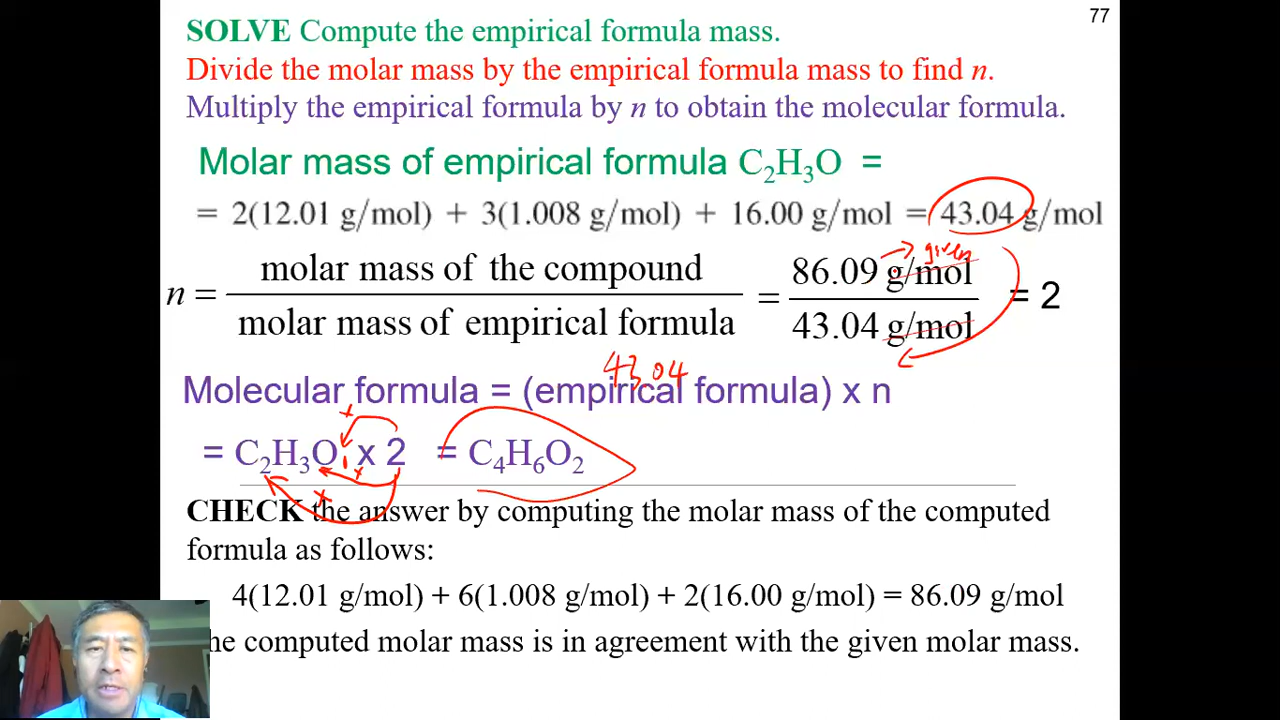 77
SOLVE Compute the empirical formula mass.
Divide the molar mass by the empirical formula mass to find n.
Multiply the empirical formula by n to obtain the molecular formula.
Molar mass of empirical formula C₂H₃O =
= 2(12.01 g/mol) + 3(1.008 g/mol) + 16.00 g/mol = 43.04 g/mol
given
n = molar mass of the compound / molar mass of empirical formula = 86.09 g/mol / 43.04 g/mol = 2
43.04
Molecular formula = (empirical formula) x n
= C₂H₃O x 2 = C₄H₆O₂
CHECK the answer by computing the molar mass of the computed
formula as follows:
4(12.01 g/mol) + 6(1.008 g/mol) + 2(16.00 g/mol) = 86.09 g/mol
he computed molar mass is in agreement with the given molar mass.